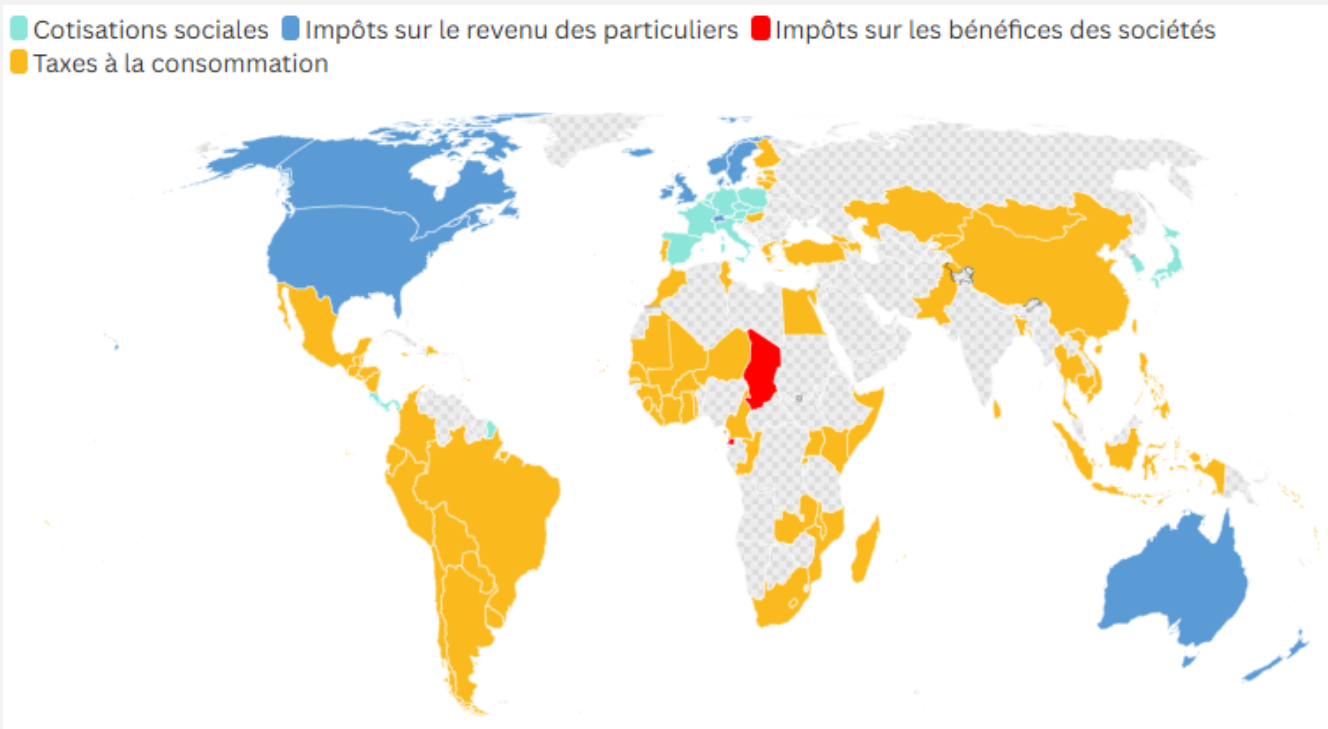 Cotisations sociales Impôts sur le revenu des particuliers Impôts sur les bénéfices des sociétés
Taxes à la consommation